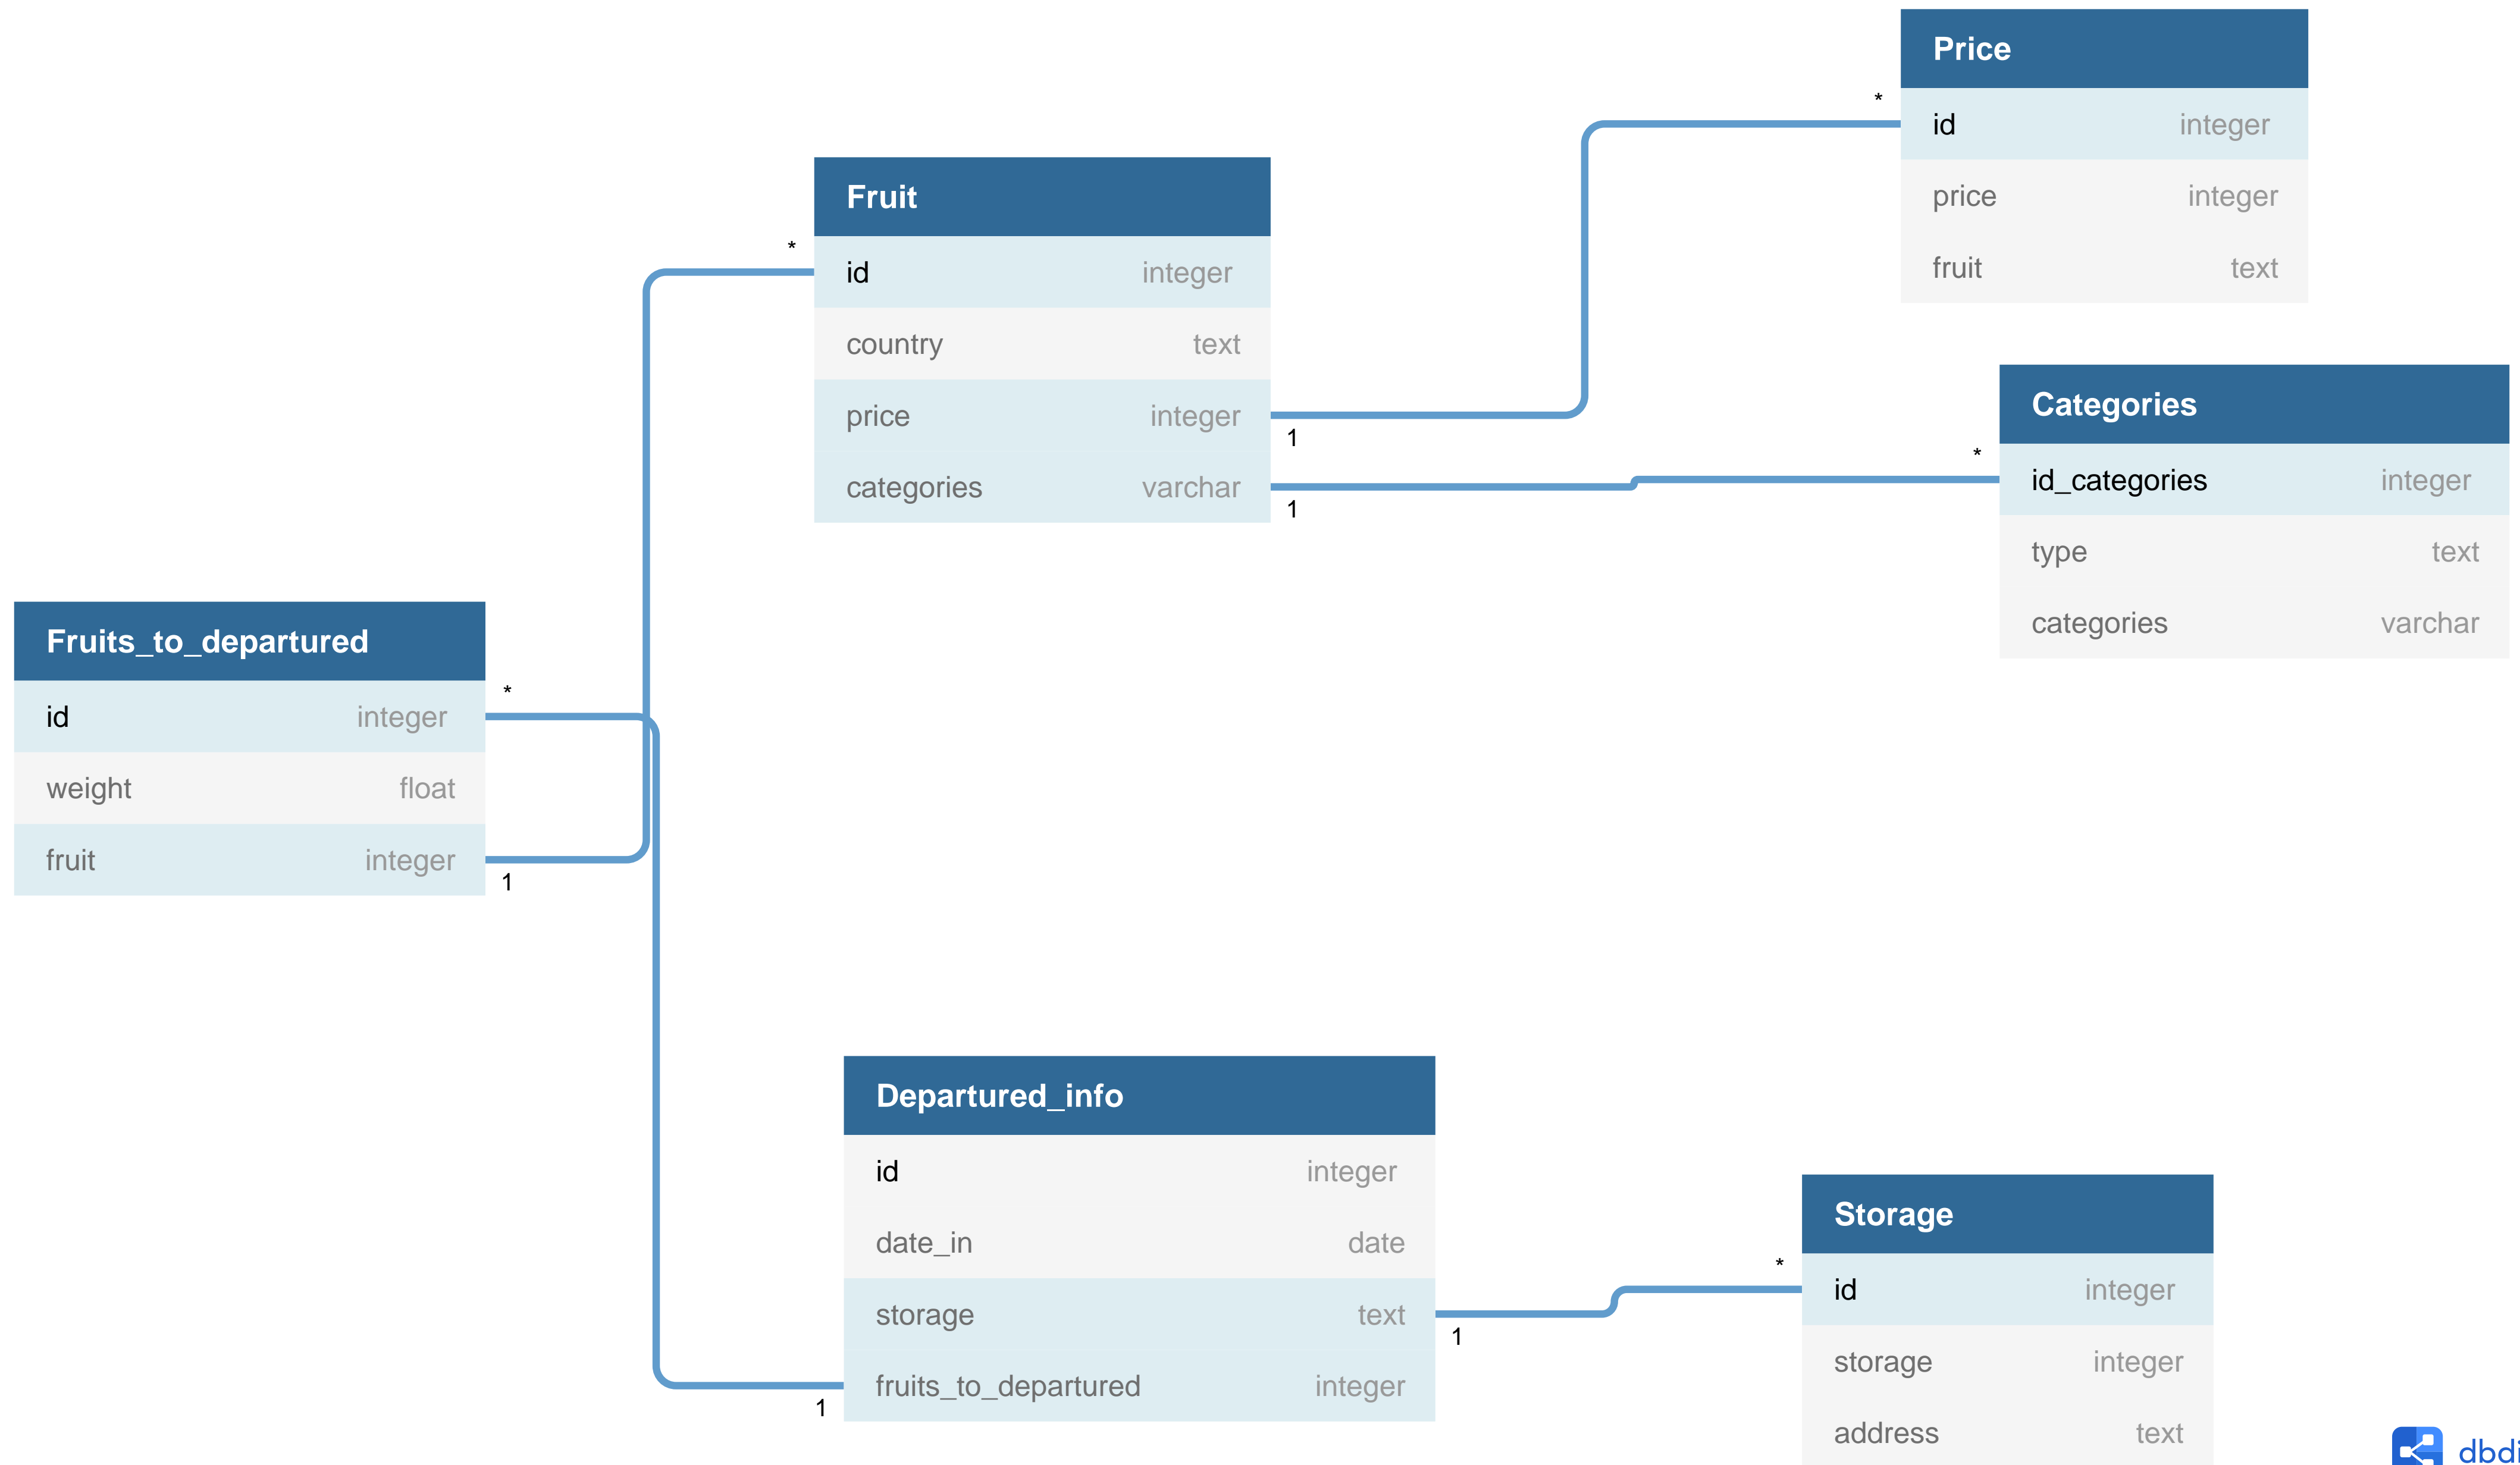 Price
*
id integer
price integer
fruit text
Fruit
*
id integer
country text
price integer
1
categories varchar
1
Categories
*
id_categories integer
type text
categories varchar
Fruits_to_departured
*
id integer
weight float
fruit integer
1
Departured_info
id integer
date_in date
storage text
1
fruits_to_departured integer
1
Storage
*
id integer
storage integer
address text